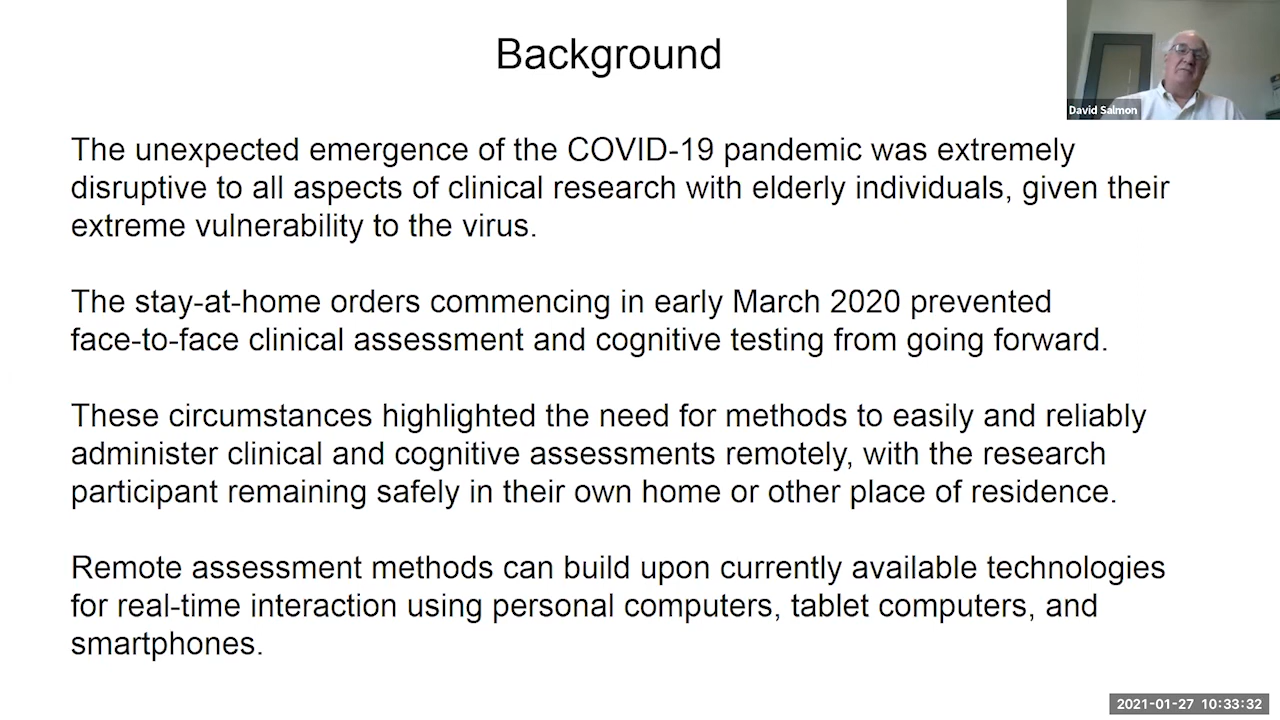 Background
David Salmon
The unexpected emergence of the COVID-19 pandemic was extremely
disruptive to all aspects of clinical research with elderly individuals, given their
extreme vulnerability to the virus.
The stay-at-home orders commencing in early March 2020 prevented
face-to-face clinical assessment and cognitive testing from going forward.
These circumstances highlighted the need for methods to easily and reliably
administer clinical and cognitive assessments remotely, with the research
participant remaining safely in their own home or other place of residence.
Remote assessment methods can build upon currently available technologies
for real-time interaction using personal computers, tablet computers, and
smartphones.
2021-01-27 10:33:32